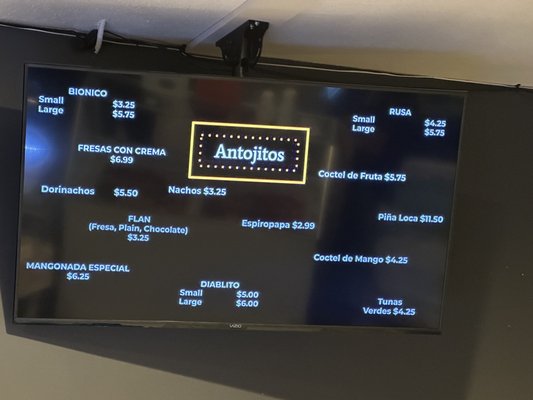 BIONICO
Small $3.25
Large $5.75
FRESAS CON CREMA
$6.99
Dorinachos $5.50
Nachos $3.25
FLAN
(Fresa, Plain, Chocolate)
$3.25
MANGONADA ESPECIAL
$6.25
Antojitos
Espiropapa $2.99
DIABLITO
Small $5.00
Large $6.00
RUSA
Small $4.25
Large $5.75
Coctel de Fruta $5.75
Piña Loca $11.50
Coctel de Mango $4.25
Tunas
Verdes $4.25
VIZIO